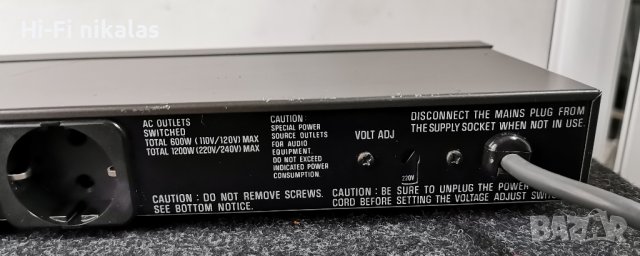 Hi-Fi nikalas
AC OUTLETS
SWITCHED
TOTAL 600W (110V/120V) MAX
TOTAL 1200W (220V/240V) MAX
CAUTION
SPECIAL POWER
SOURCE OUTLETS
FOR AUDIO
EQUIPMENT.
DO NOT EXCEED
INDICATED POWER
CONSUMPTION.
VOLT ADJ
220V
DISCONNECT THE MAINS PLUG FROM
THE SUPPLY SOCKET WHEN NOT IN USE.
CAUTION : DO NOT REMOVE SCREWS.
SEE BOTTOM NOTICE.
CAUTION : BE SURE TO UNPLUG THE POWER
CORD BEFORE SETTING THE VOLTAGE ADJUST SWITCH
BAZAR